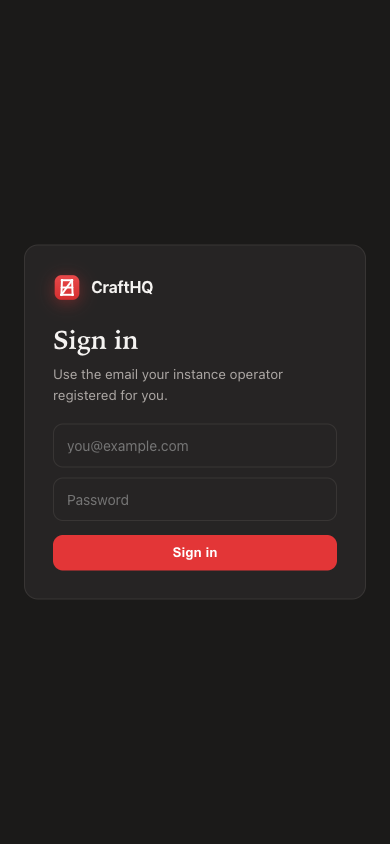 CraftHQ
Sign in
Use the email your instance operator
registered for you.
you@example.com
Password
Sign in